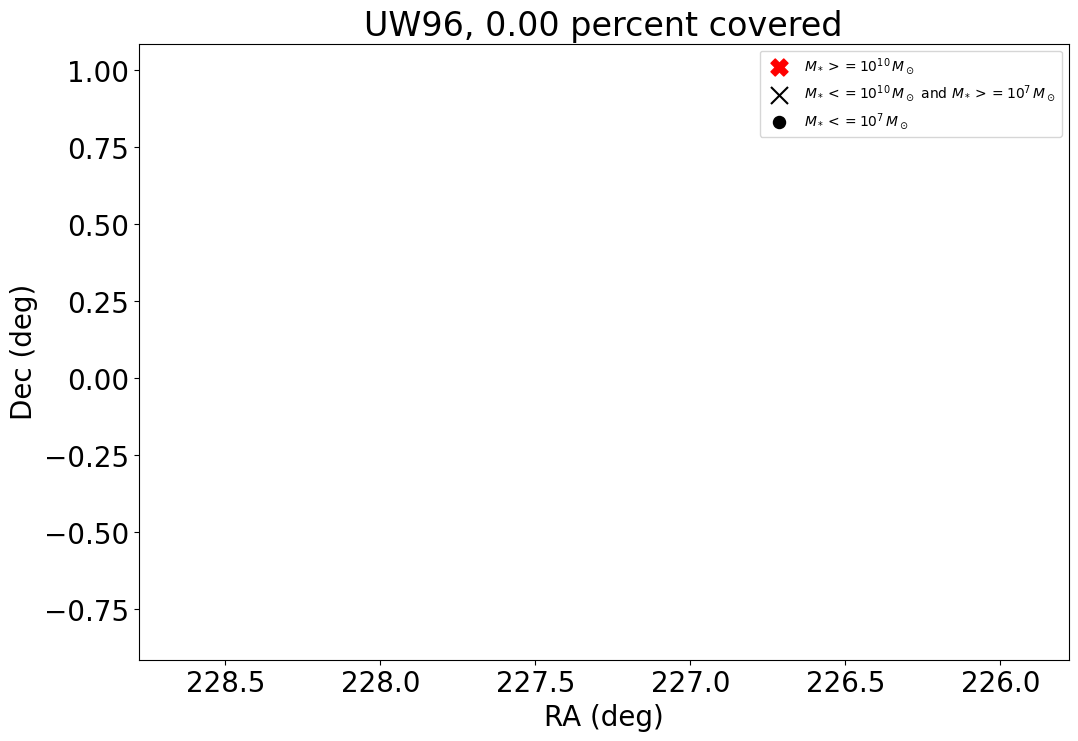 UW96, 0.00 percent covered
M* >= 10^10 M⊙
M* <= 10^10 M⊙ and M* >= 10^7 M⊙
M* <= 10^7 M⊙
1.00
0.75
0.50
0.25
0.00
−0.25
−0.50
−0.75
Dec (deg)
228.5 228.0 227.5 227.0 226.5 226.0
RA (deg)